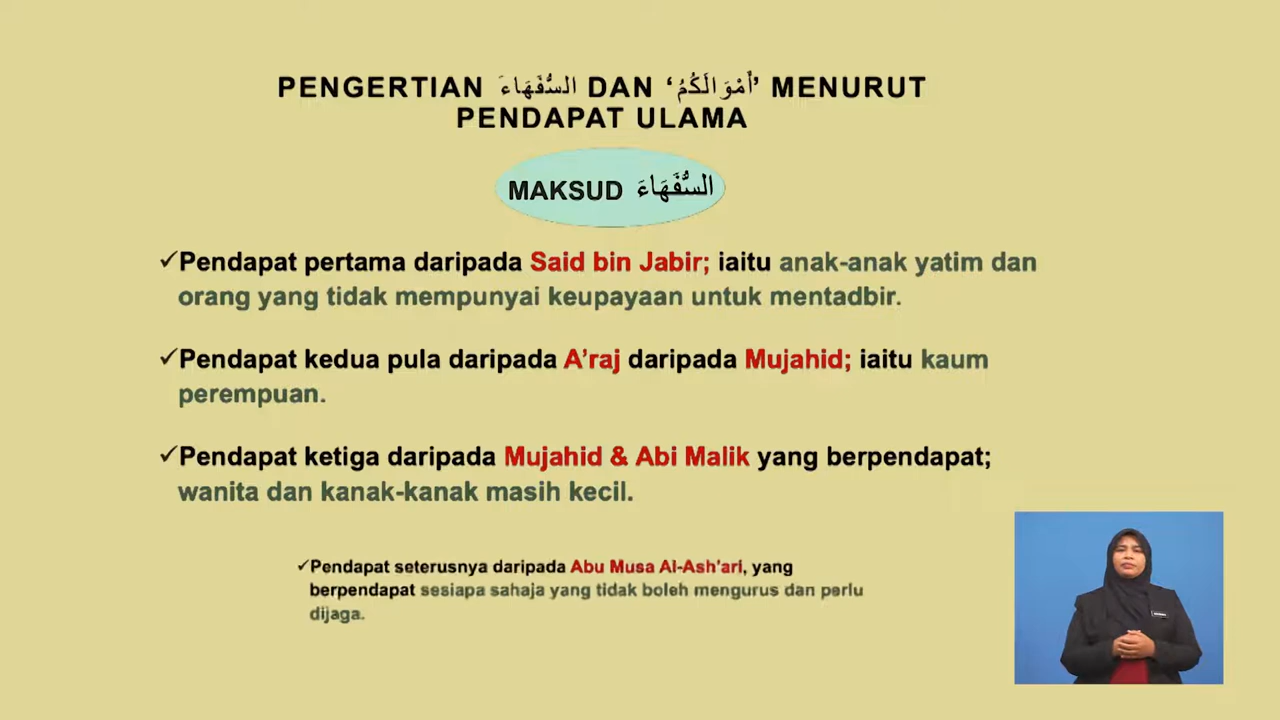 PENGERTIAN السُّفَهَاءَ DAN ‘أَمْوَالَكُمُ’ MENURUT
PENDAPAT ULAMA
MAKSUD السُّفَهَاءَ
✓Pendapat pertama daripada Said bin Jabir; iaitu anak-anak yatim dan
orang yang tidak mempunyai keupayaan untuk mentadbir.
✓Pendapat kedua pula daripada A’raj daripada Mujahid; iaitu kaum
perempuan.
✓Pendapat ketiga daripada Mujahid & Abi Malik yang berpendapat;
wanita dan kanak-kanak masih kecil.
✓Pendapat seterusnya daripada Abu Musa Al-Ash’ari, yang
berpendapat sesiapa sahaja yang tidak boleh mengurus dan perlu
dijaga.